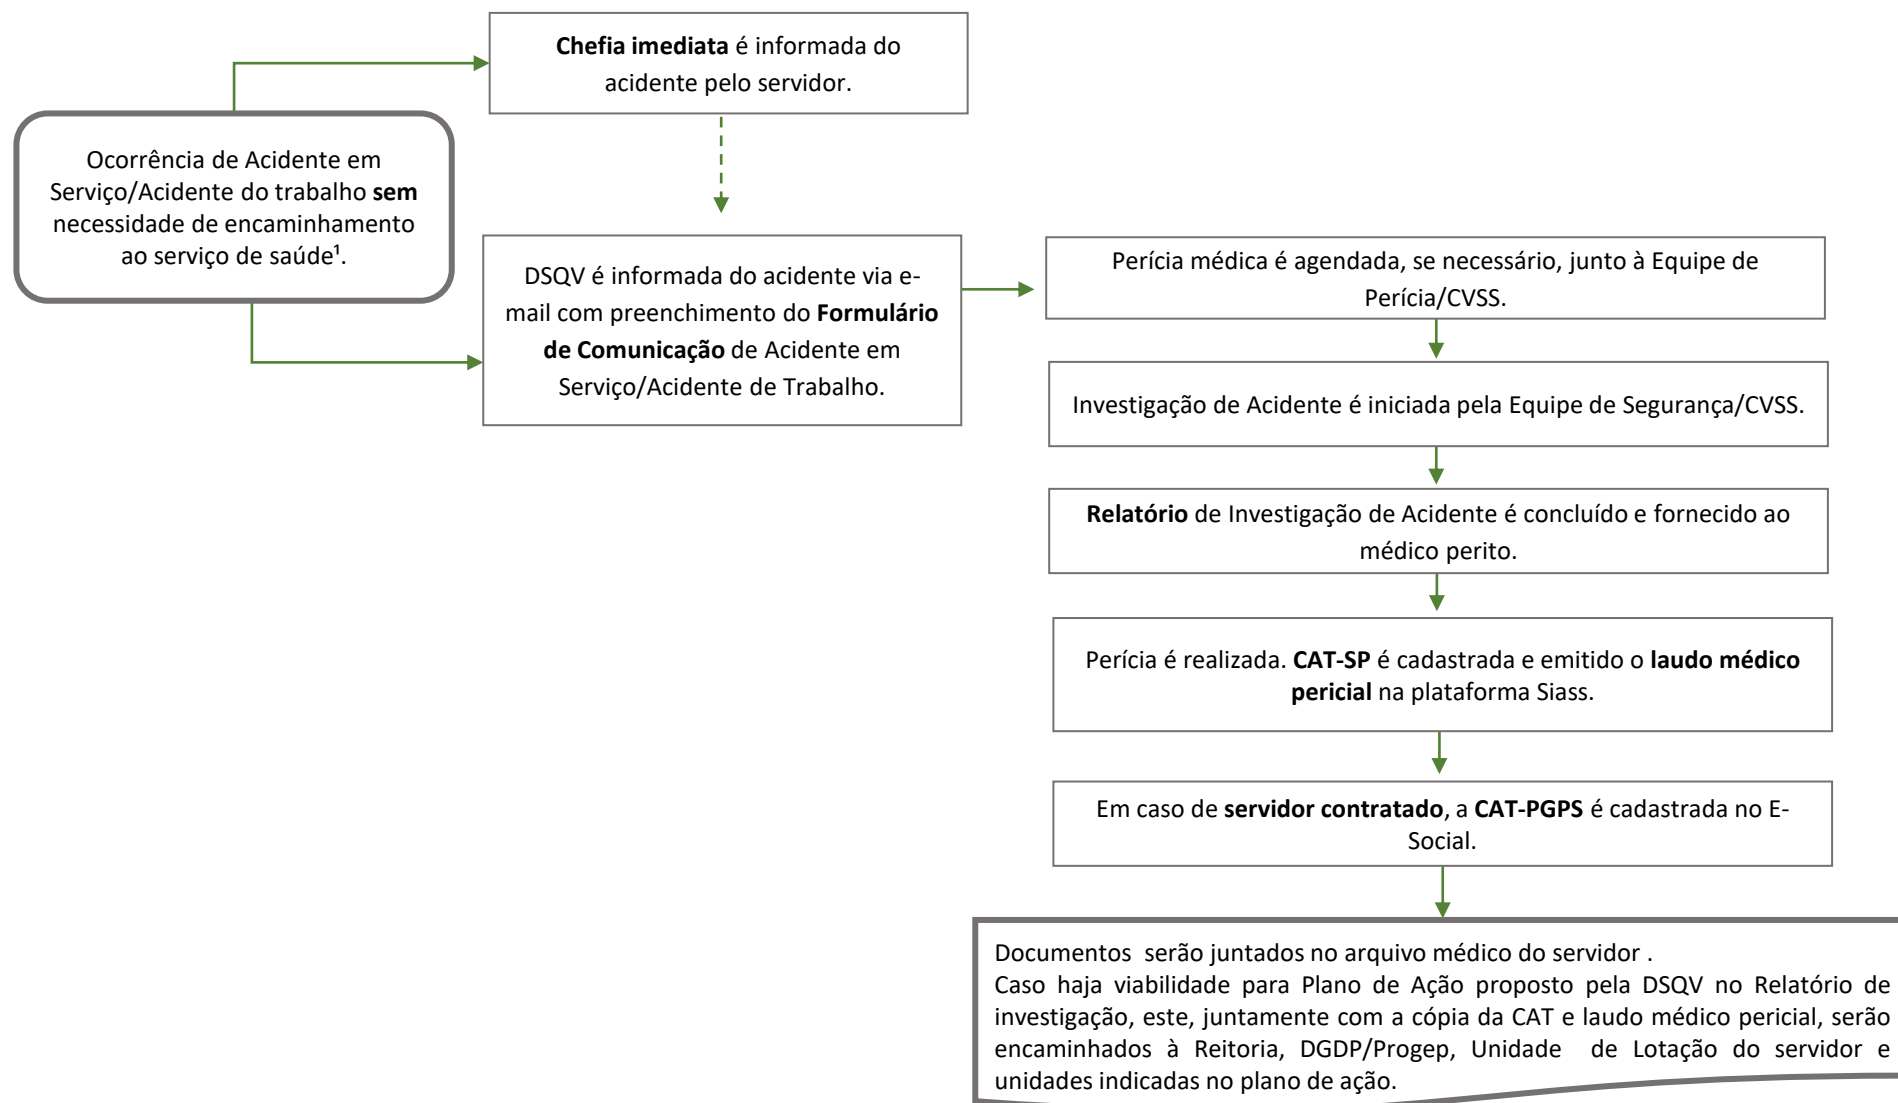 Chefia imediata é informada do
acidente pelo servidor.
Ocorrência de Acidente em
Serviço/Acidente do trabalho sem
necessidade de encaminhamento
ao serviço de saúde¹.
DSQV é informada do acidente via e-
mail com preenchimento do Formulário
de Comunicação de Acidente em
Serviço/Acidente de Trabalho.
Perícia médica é agendada, se necessário, junto à Equipe de
Perícia/CVSS.
Investigação de Acidente é iniciada pela Equipe de Segurança/CVSS.
Relatório de Investigação de Acidente é concluído e fornecido ao
médico perito.
Perícia é realizada. CAT-SP é cadastrada e emitido o laudo médico
pericial na plataforma Siass.
Em caso de servidor contratado, a CAT-PGPS é cadastrada no E-
Social.
Documentos serão juntados no arquivo médico do servidor .
Caso haja viabilidade para Plano de Ação proposto pela DSQV no Relatório de
investigação, este, juntamente com a cópia da CAT e laudo médico pericial, serão
encaminhados à Reitoria, DGDP/Progep, Unidade de Lotação do servidor e
unidades indicadas no plano de ação.